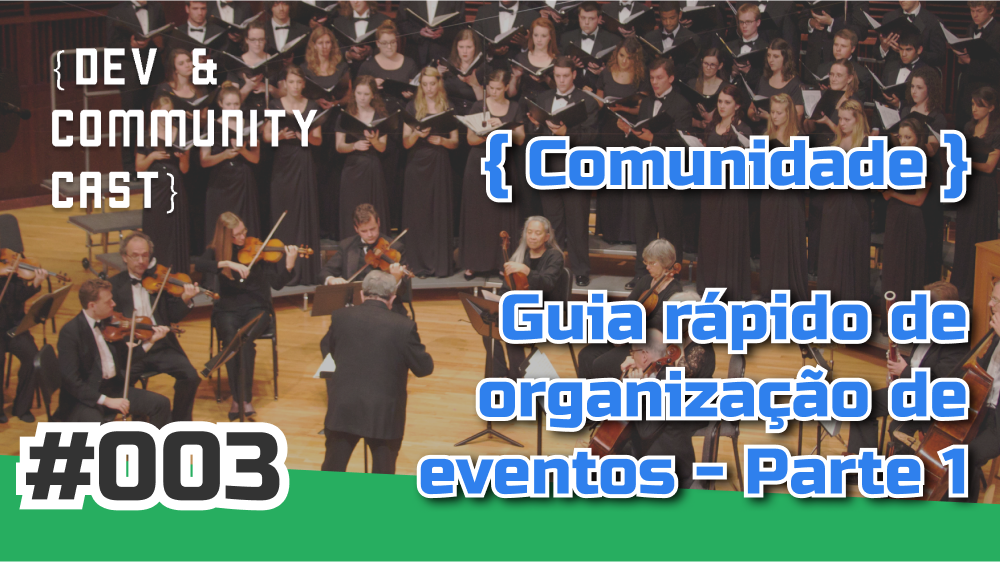 {DEV &
COMMUNITY
CAST}
{ Comunidade }
Guia rápido de
organização de
eventos - Parte 1
#003